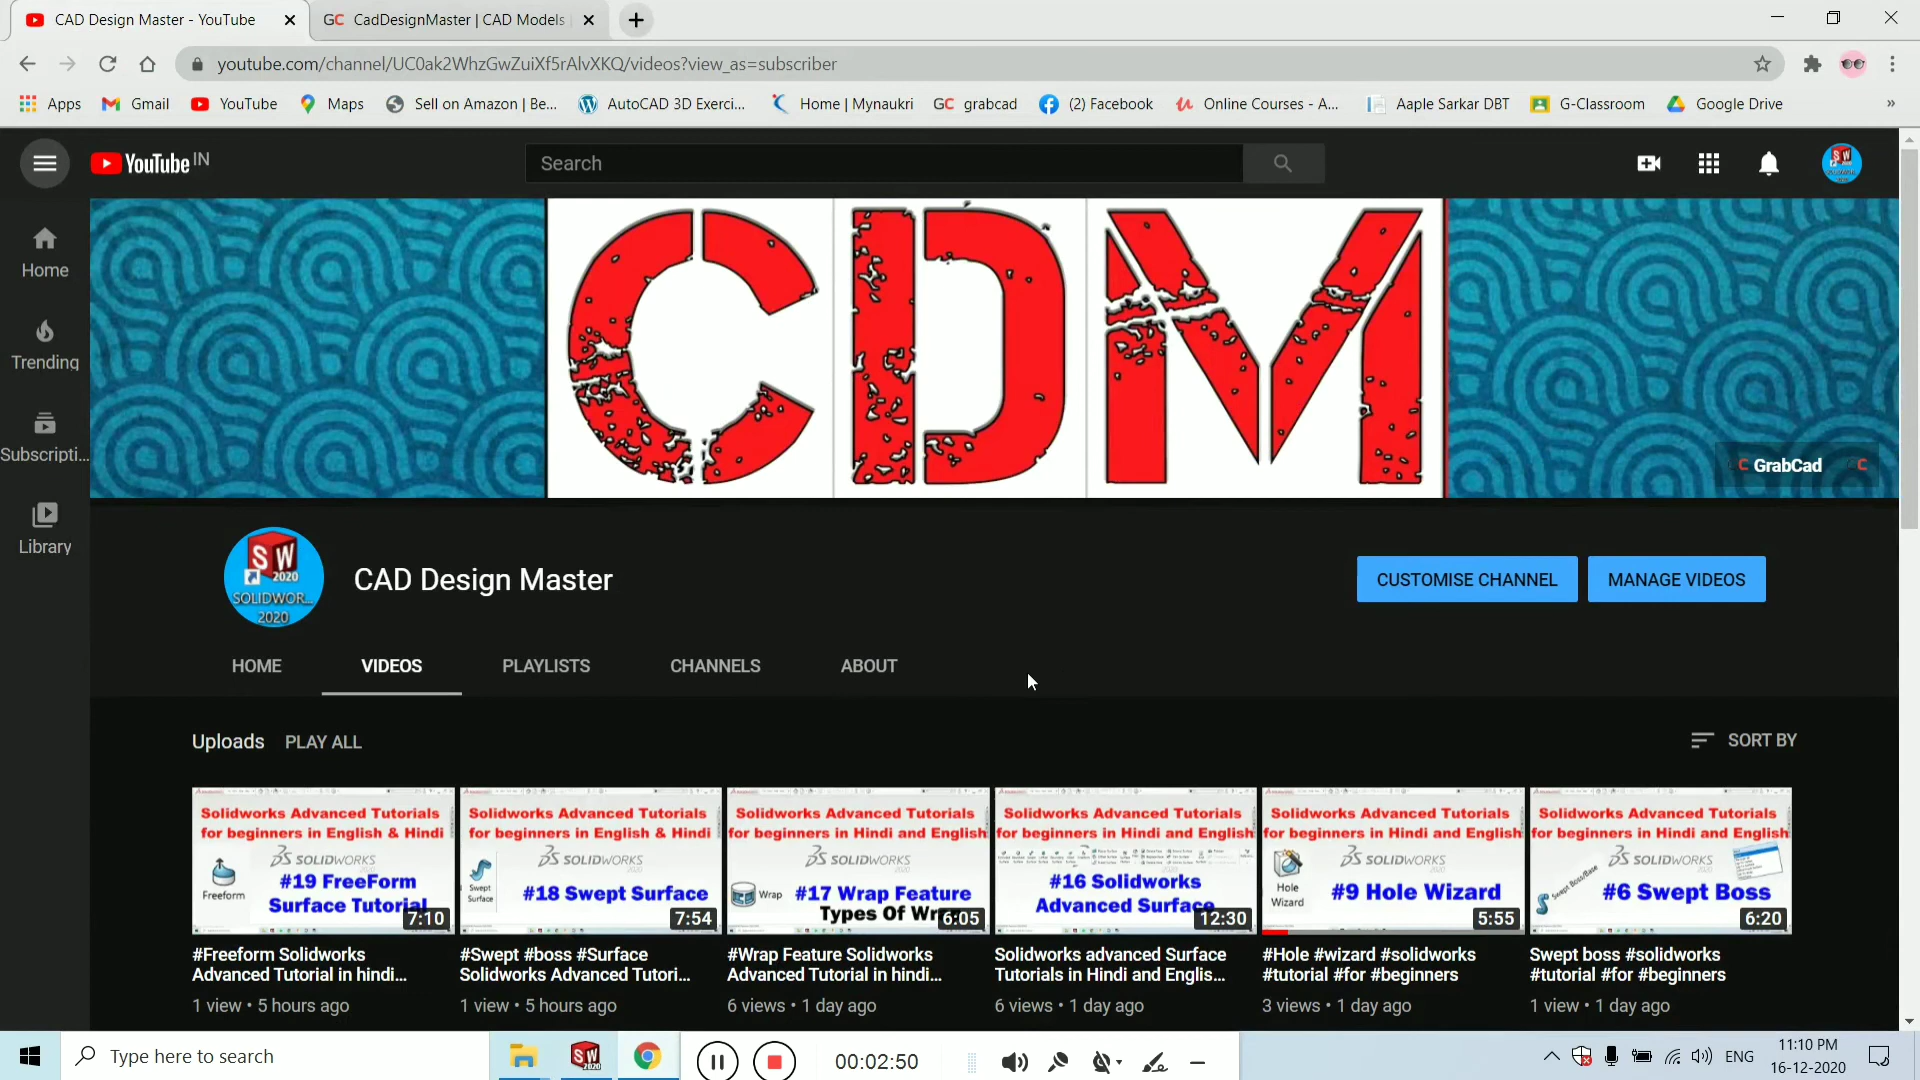 CAD Design Master - YouTube
GC CadDesignMaster | CAD Models
youtube.com/channel/UC0ak2WhzGwZuiXf5rAlvXKQ/videos?view_as=subscriber
Apps
Gmail
YouTube
Maps
Sell on Amazon | Be...
AutoCAD 3D Exerci...
Home | Mynaukri
GC grabcad
(2) Facebook
Online Courses - A...
Aaple Sarkar DBT
G-Classroom
Google Drive
»
YouTube IN
Search
Home
Trending
Subscripti...
Library
CDM
GrabCad
SW
2020
SOLIDWOR...
2020
CAD Design Master
CUSTOMISE CHANNEL
MANAGE VIDEOS
HOME
VIDEOS
PLAYLISTS
CHANNELS
ABOUT
Uploads
PLAY ALL
SORT BY
Solidworks Advanced Tutorials
for beginners in English & Hindi
SOLIDWORKS
Freeform
#19 FreeForm
Surface Tutorial
7:10
#Freeform Solidworks
Advanced Tutorial in hindi...
1 view • 5 hours ago
Solidworks Advanced Tutorials
for beginners in English & Hindi
SOLIDWORKS
Swept
Surface
#18 Swept Surface
7:54
#Swept #boss #Surface
Solidworks Advanced Tutori...
1 view • 5 hours ago
Solidworks Advanced Tutorials
for beginners in Hindi and English
SOLIDWORKS
Wrap
#17 Wrap Feature
Types Of Wr
6:05
#Wrap Feature Solidworks
Advanced Tutorial in hindi...
6 views • 1 day ago
Solidworks Advanced Tutorials
for beginners in Hindi and English
#16 Solidworks
Advanced Surface
12:30
Solidworks advanced Surface
Tutorials in Hindi and Englis...
6 views • 1 day ago
Solidworks Advanced Tutorials
for beginners in Hindi and English
SOLIDWORKS
Hole
Wizard
#9 Hole Wizard
5:55
#Hole #wizard #solidworks
#tutorial #for #beginners
3 views • 1 day ago
Solidworks Advanced Tutorials
for beginners in Hindi and English
SOLIDWORKS
Swept Boss/Base
#6 Swept Boss
6:20
Swept boss #solidworks
#tutorial #for #beginners
1 view • 1 day ago
Type here to search
SW
2020
00:02:50
ENG
11:10 PM
16-12-2020